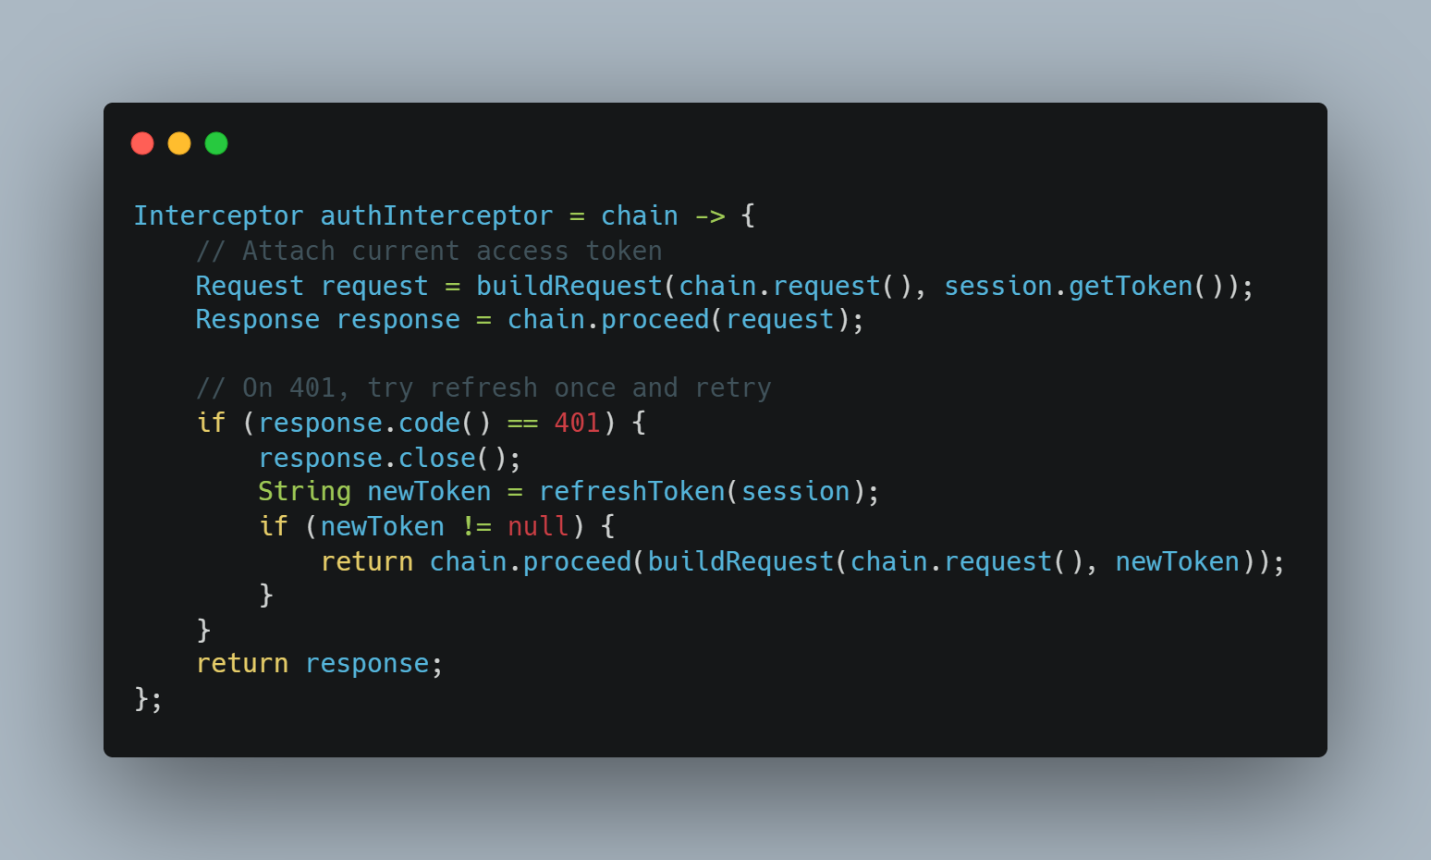 Interceptor authInterceptor = chain -> {
    // Attach current access token
    Request request = buildRequest(chain.request(), session.getToken());
    Response response = chain.proceed(request);

    // On 401, try refresh once and retry
    if (response.code() == 401) {
        response.close();
        String newToken = refreshToken(session);
        if (newToken != null) {
            return chain.proceed(buildRequest(chain.request(), newToken));
        }
    }
    return response;
};